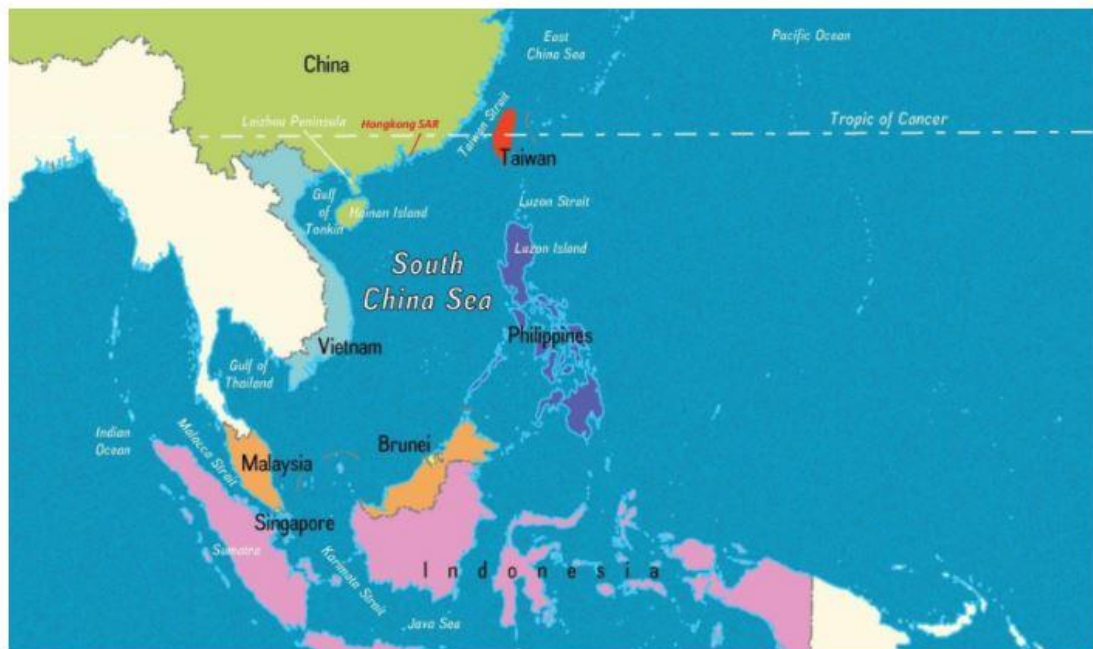 East
China Sea
Pacific Ocean
China
Taiwan Strait
Leizhou Peninsula
Hongkong SAR
Tropic of Cancer
Taiwan
Gulf
of
Tonkin
Hainan Island
Luzon Strait
Luzon Island
South
China Sea
Philippines
Vietnam
Gulf of
Thailand
Indian
Ocean
Malacca Strait
Brunei
Malaysia
Singapore
Sumatra
Karimata Strait
Indonesia
Java Sea